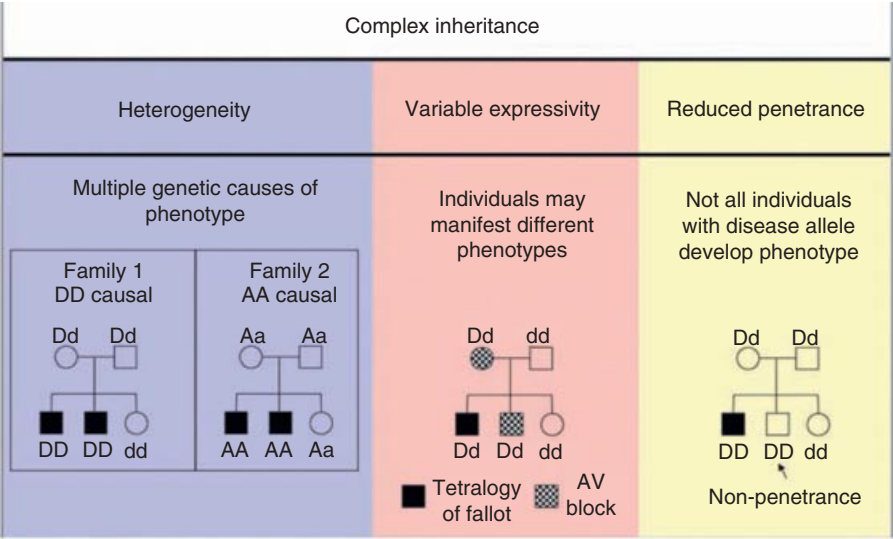 Complex inheritance
Heterogeneity
Variable expressivity
Reduced penetrance
Multiple genetic causes of
phenotype
Family 1
DD causal
Dd Dd
DD DD dd
Family 2
AA causal
Aa Aa
AA AA Aa
Individuals may
manifest different
phenotypes
Dd dd
Dd Dd dd
Tetralogy
of fallot
AV
block
Not all individuals
with disease allele
develop phenotype
Dd Dd
DD DD dd
Non-penetrance